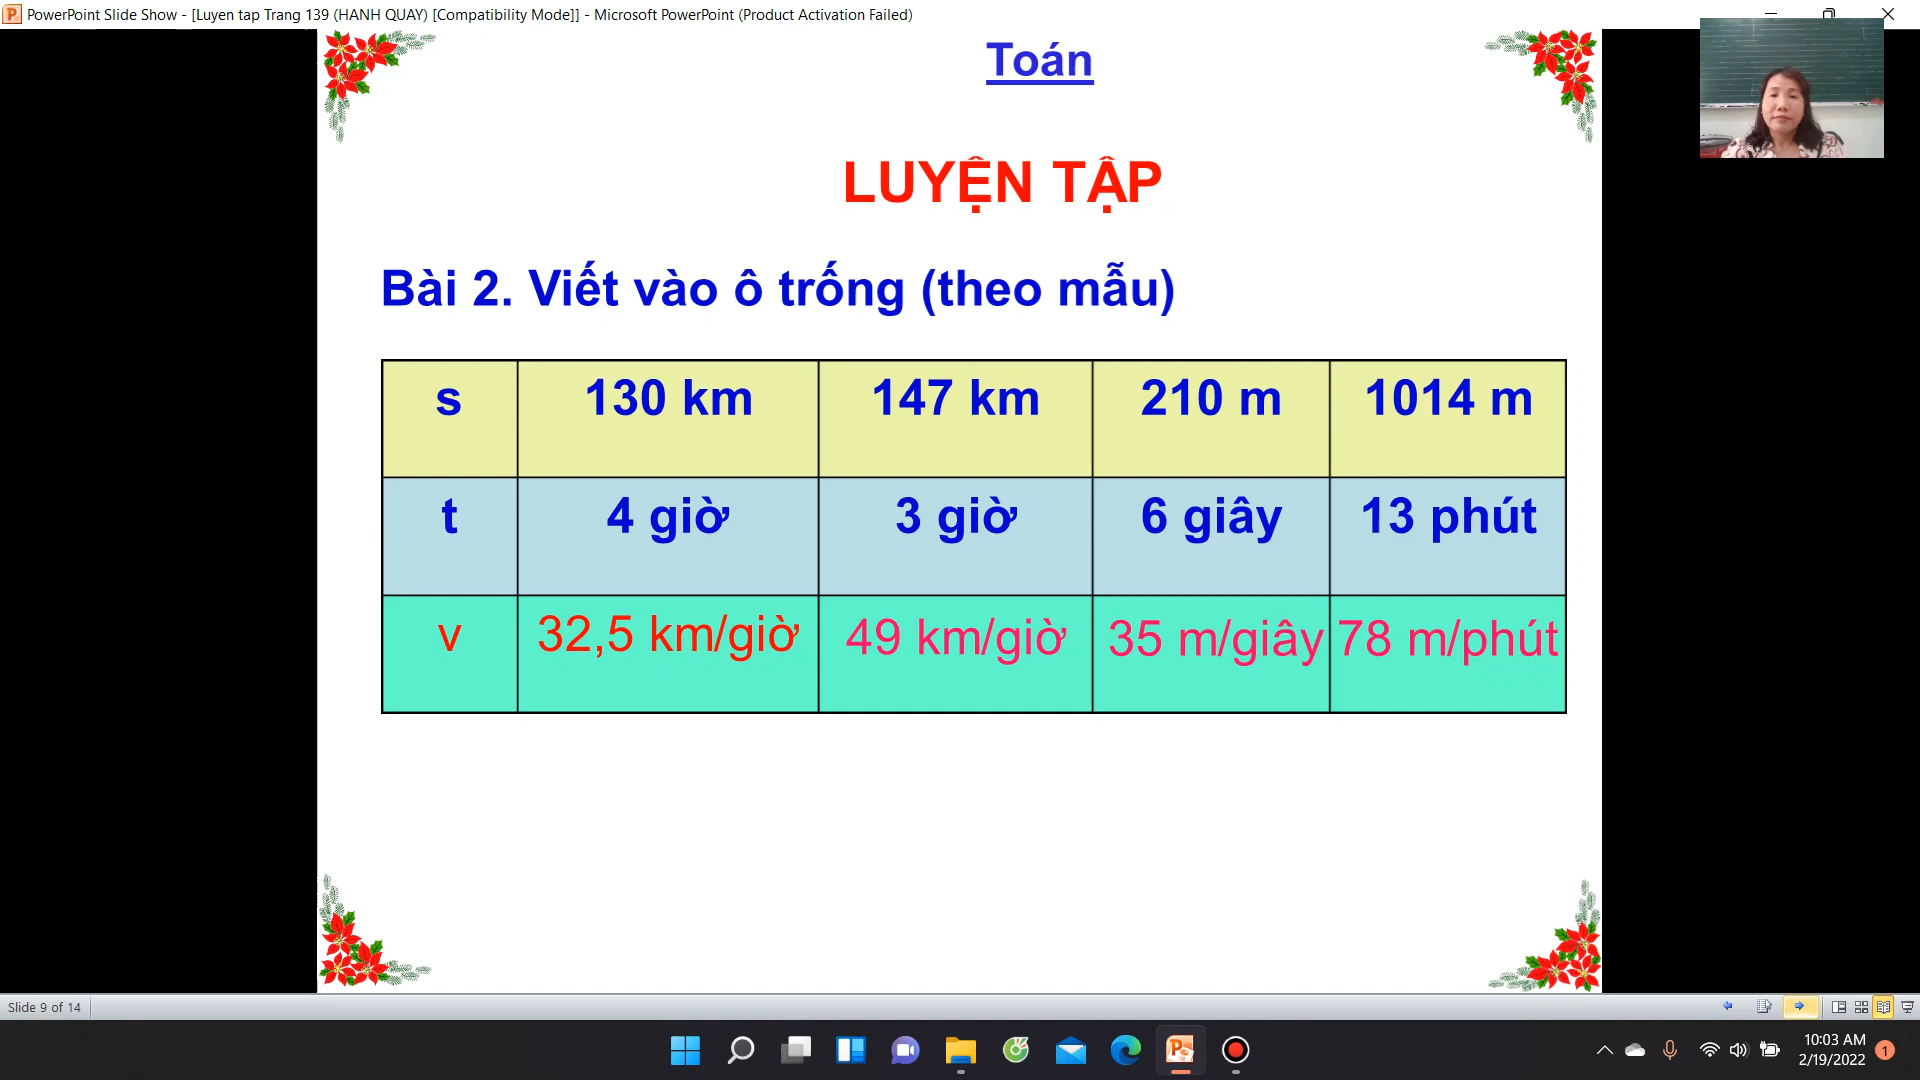 PowerPoint Slide Show - [Luyen tap Trang 139 (HANH QUAY) [Compatibility Mode]] - Microsoft PowerPoint (Product Activation Failed)
Toán
LUYỆN TẬP
Bài 2. Viết vào ô trống (theo mẫu)
s 130 km 147 km 210 m 1014 m
t 4 giờ 3 giờ 6 giây 13 phút
v 32,5 km/giờ 49 km/giờ 35 m/giây 78 m/phút
Slide 9 of 14
10:03 AM
2/19/2022
1